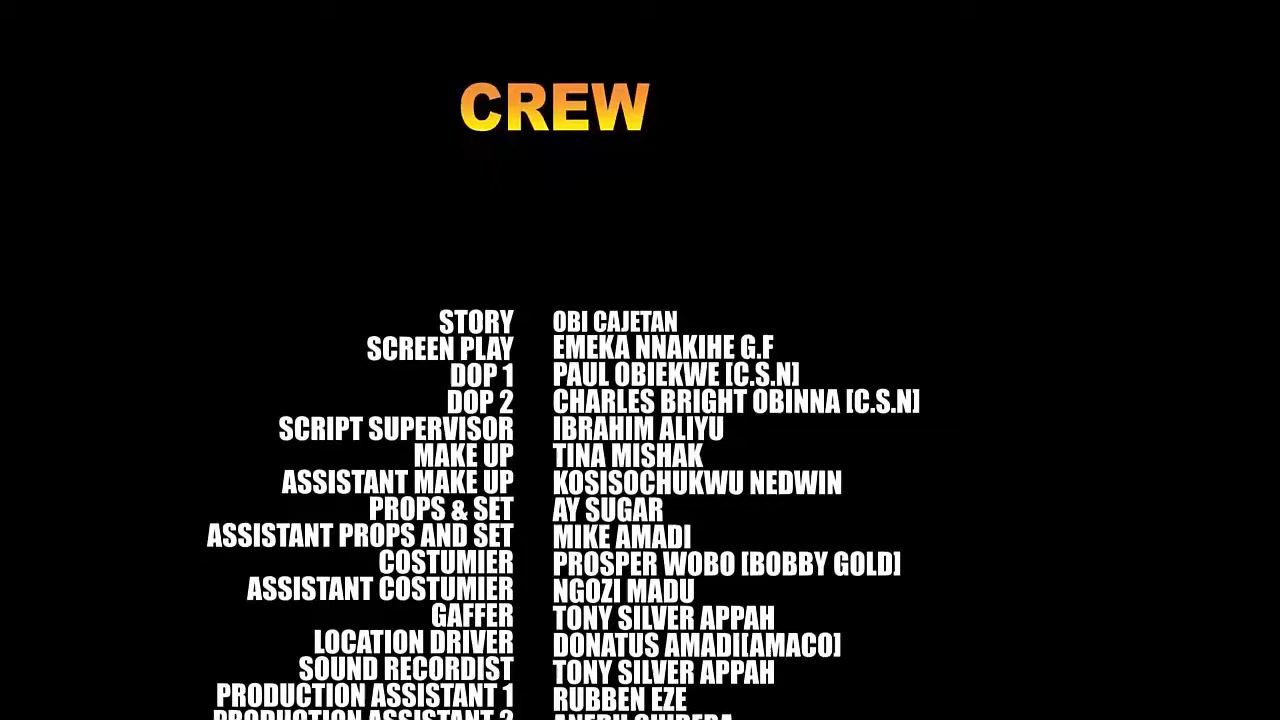 CREW
STORY OBI CAJETAN
SCREEN PLAY EMEKA NNAKIHE G.F
DOP 1 PAUL OBIEKWE [C.S.N]
DOP 2 CHARLES BRIGHT OBINNA [C.S.N]
SCRIPT SUPERVISOR IBRAHIM ALIYU
MAKE UP TINA MISHAK
ASSISTANT MAKE UP KOSISOCHUKWU NEDWIN
PROPS & SET AY SUGAR
ASSISTANT PROPS AND SET MIKE AMADI
COSTUMIER PROSPER WOBO [BOBBY GOLD]
ASSISTANT COSTUMIER NGOZI MADU
GAFFER TONY SILVER APPAH
LOCATION DRIVER DONATUS AMADI[AMACO]
SOUND RECORDIST TONY SILVER APPAH
PRODUCTION ASSISTANT 1 RUBBEN EZE
PRODUCTION ASSISTANT 2